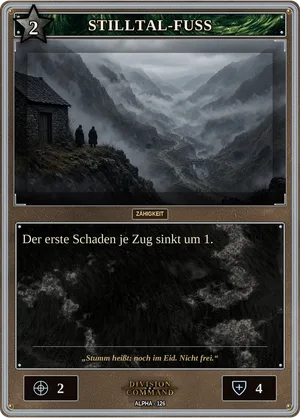 2
STILLTAL-FUSS
ZÄHIGKEIT
Der erste Schaden je Zug sinkt um 1.
„Stumm heißt: noch im Eid. Nicht frei.“
2
DIVISION
COMMAND
4
ALPHA · 126